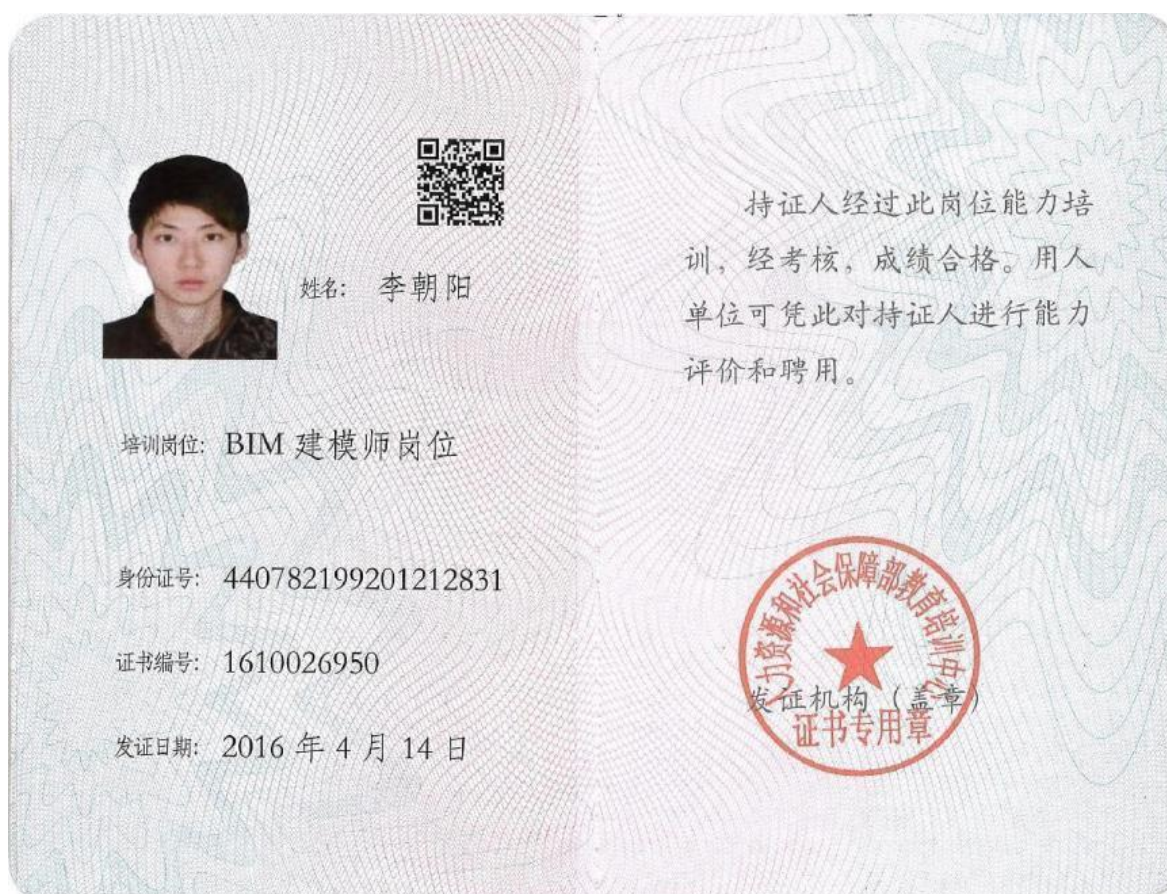 姓名: 李朝阳
培训岗位: BIM 建模师岗位
身份证号: 440782199201212831
证书编号: 1610026950
发证日期: 2016 年 4 月 14 日
持证人经过此岗位能力培
训，经考核，成绩合格。用人
单位可凭此对持证人进行能力
评价和聘用。
人力资源和社会保障部教育培训中心
发证机构（盖章）
证书专用章